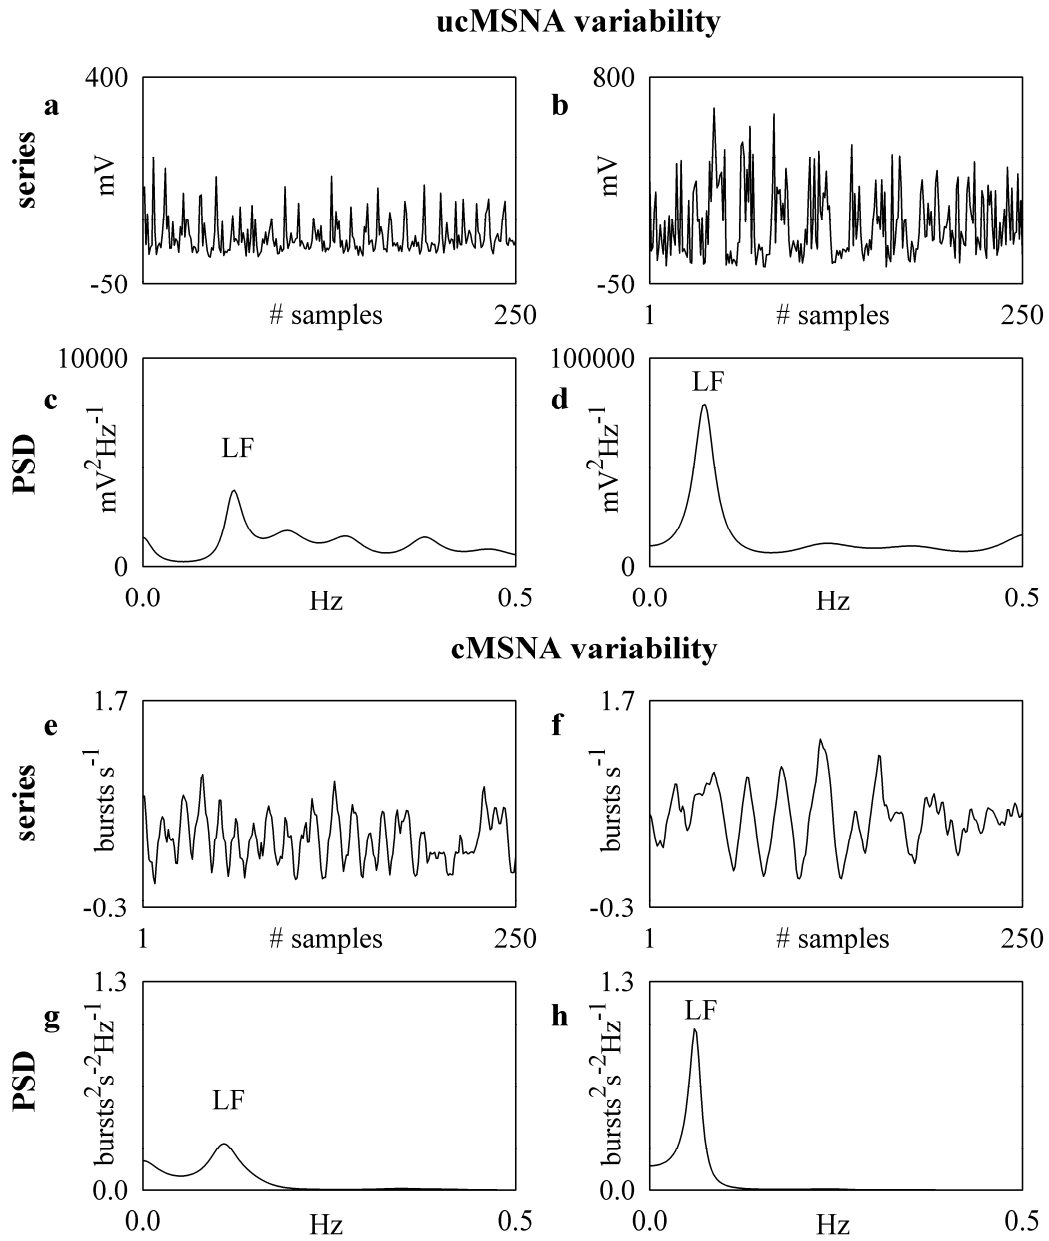 ucMSNA variability
a
series
mV
400
-50
# samples
250
b
mV
800
-50
1
# samples
250
c
PSD
mV²Hz⁻¹
10000
0
LF
0.0
Hz
0.5
d
mV²Hz⁻¹
100000
0
LF
0.0
Hz
0.5
cMSNA variability
e
series
bursts s⁻¹
1.7
-0.3
1
# samples
250
f
bursts s⁻¹
1.7
-0.3
1
# samples
250
g
PSD
bursts²s⁻²Hz⁻¹
1.3
0.0
LF
0.0
Hz
0.5
h
bursts²s⁻²Hz⁻¹
1.3
0.0
LF
0.0
Hz
0.5